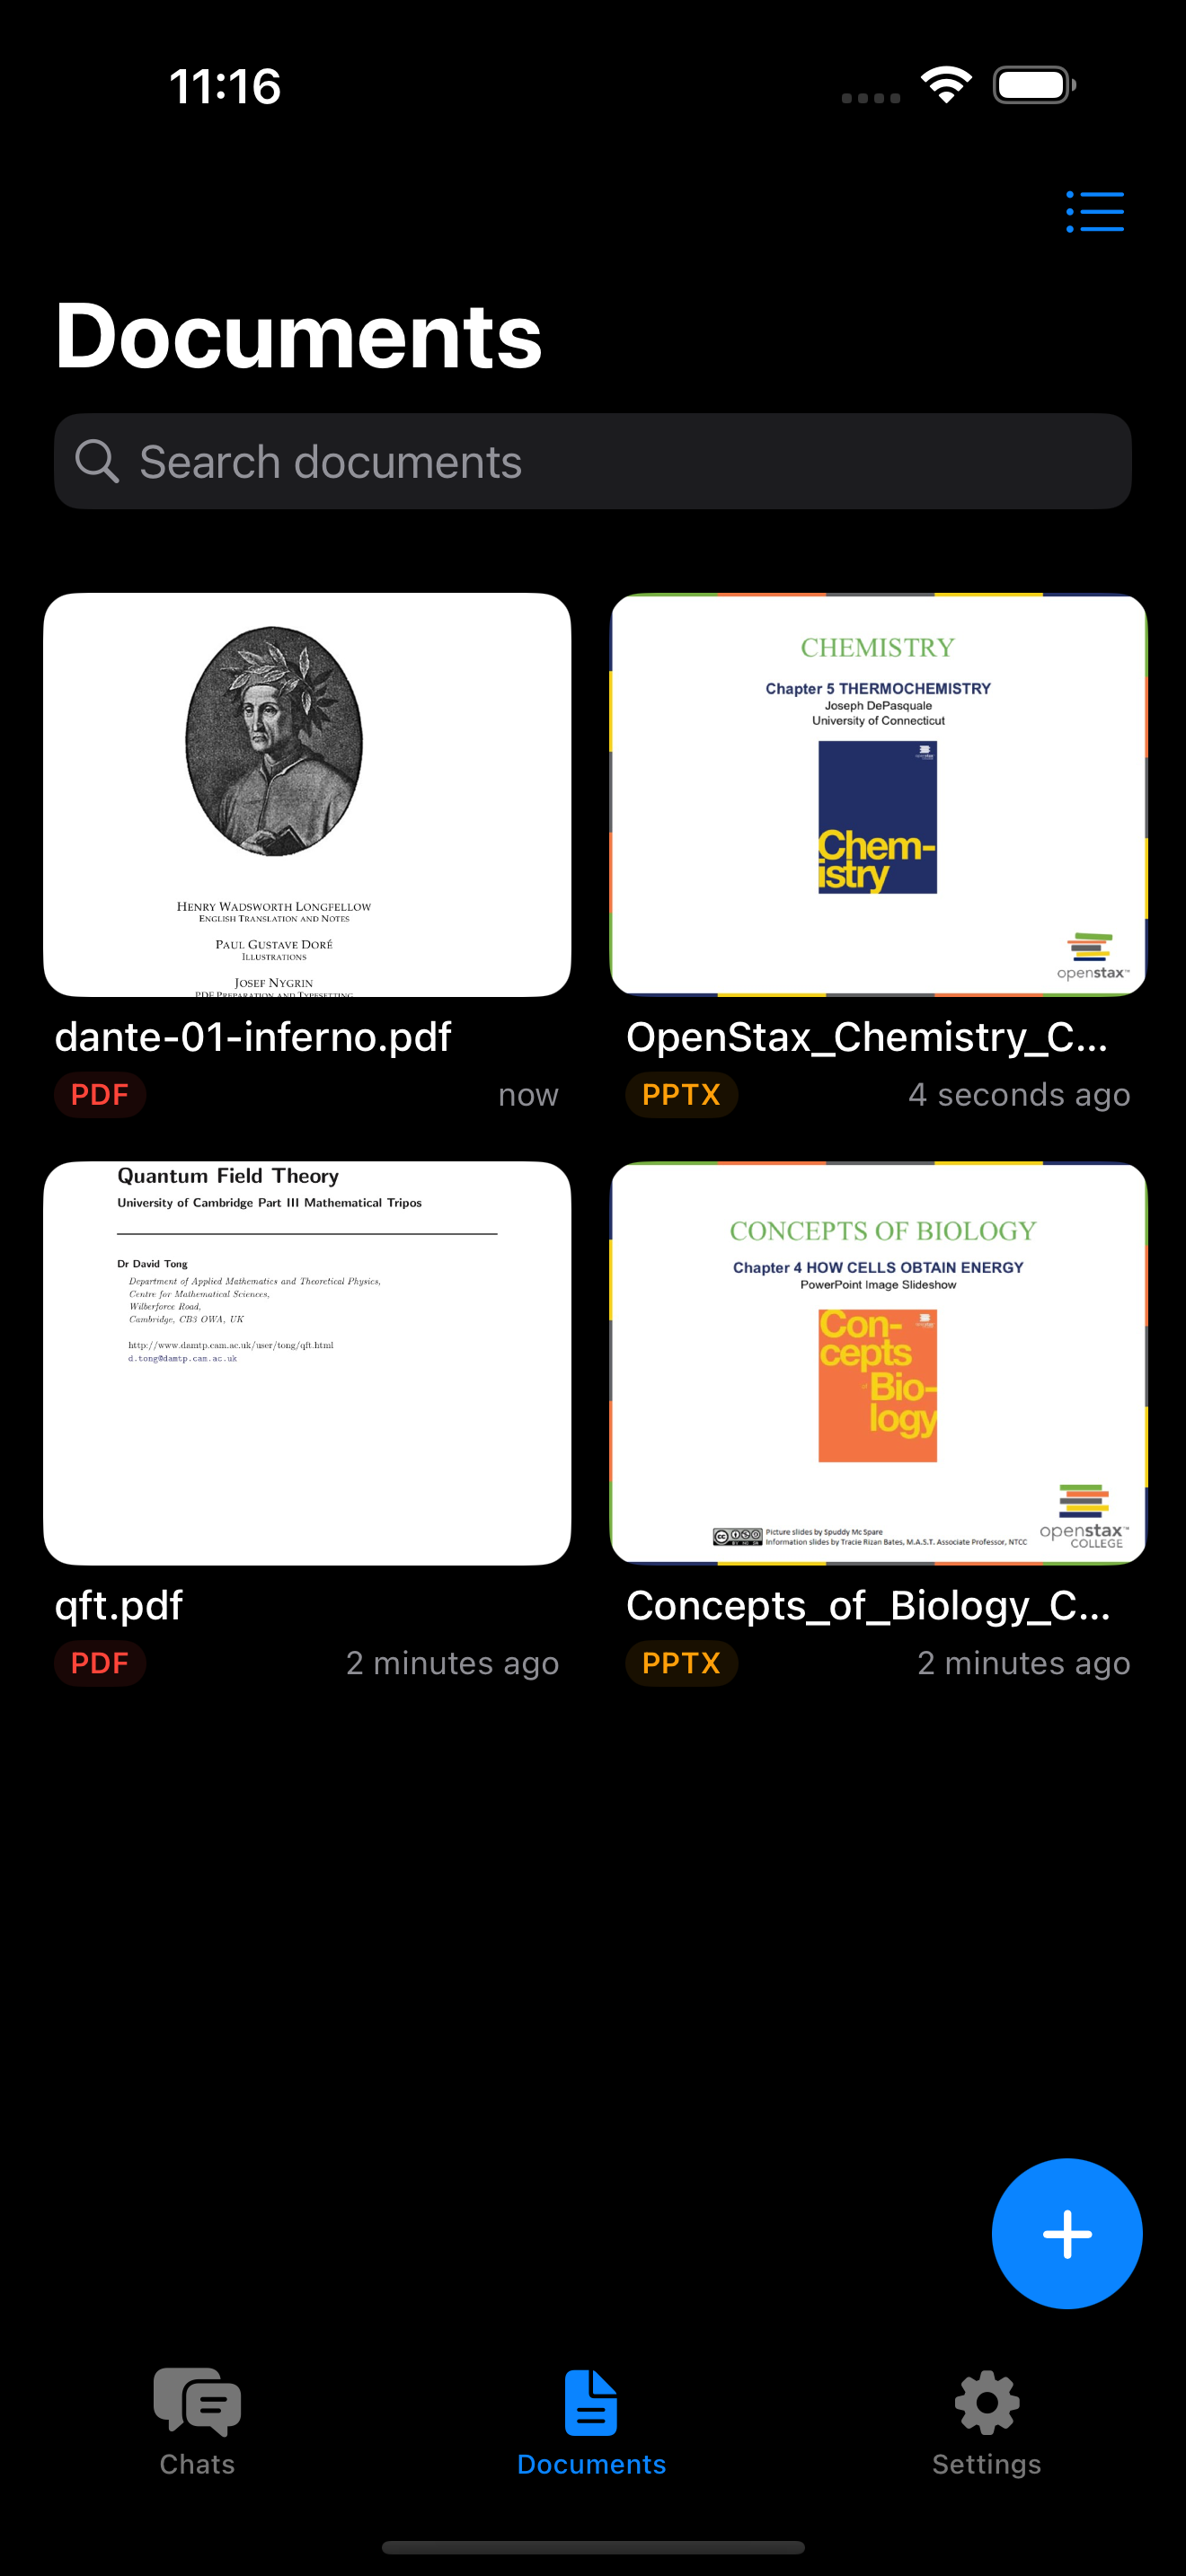 11:16
Documents
Search documents
HENRY WADSWORTH LONGFELLOW
ENGLISH TRANSLATION AND NOTES
PAUL GUSTAVE DORÉ
ILLUSTRATIONS
JOSEF NYGRIN
PDF PREPARATION AND TYPESETTING
dante-01-inferno.pdf
PDF
now
CHEMISTRY
Chapter 5 THERMOCHEMISTRY
Joseph DePasquale
University of Connecticut
Chem-
istry
openstax™
OpenStax_Chemistry_C...
PPTX
4 seconds ago
Quantum Field Theory
University of Cambridge Part III Mathematical Tripos
Dr David Tong
Department of Applied Mathematics and Theoretical Physics,
Centre for Mathematical Sciences,
Wilberforce Road,
Cambridge, CB3 OWA, UK
http://www.damtp.cam.ac.uk/user/tong/qft.html
d.tong@damtp.cam.ac.uk
qft.pdf
PDF
2 minutes ago
CONCEPTS OF BIOLOGY
Chapter 4 HOW CELLS OBTAIN ENERGY
PowerPoint Image Slideshow
Con-
cepts
Bio-
logy
Picture slides by Spuddy Mc Spare
Information slides by Tracie Rizan Bates, M.A.S.T. Associate Professor, NTCC
openstax™
COLLEGE
Concepts_of_Biology_C...
PPTX
2 minutes ago
Chats
Documents
Settings